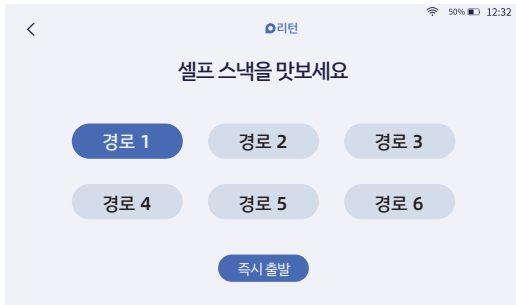 50% 12:32
리턴
셀프 스낵을 맛보세요
경로 1 경로 2 경로 3
경로 4 경로 5 경로 6
즉시 출발